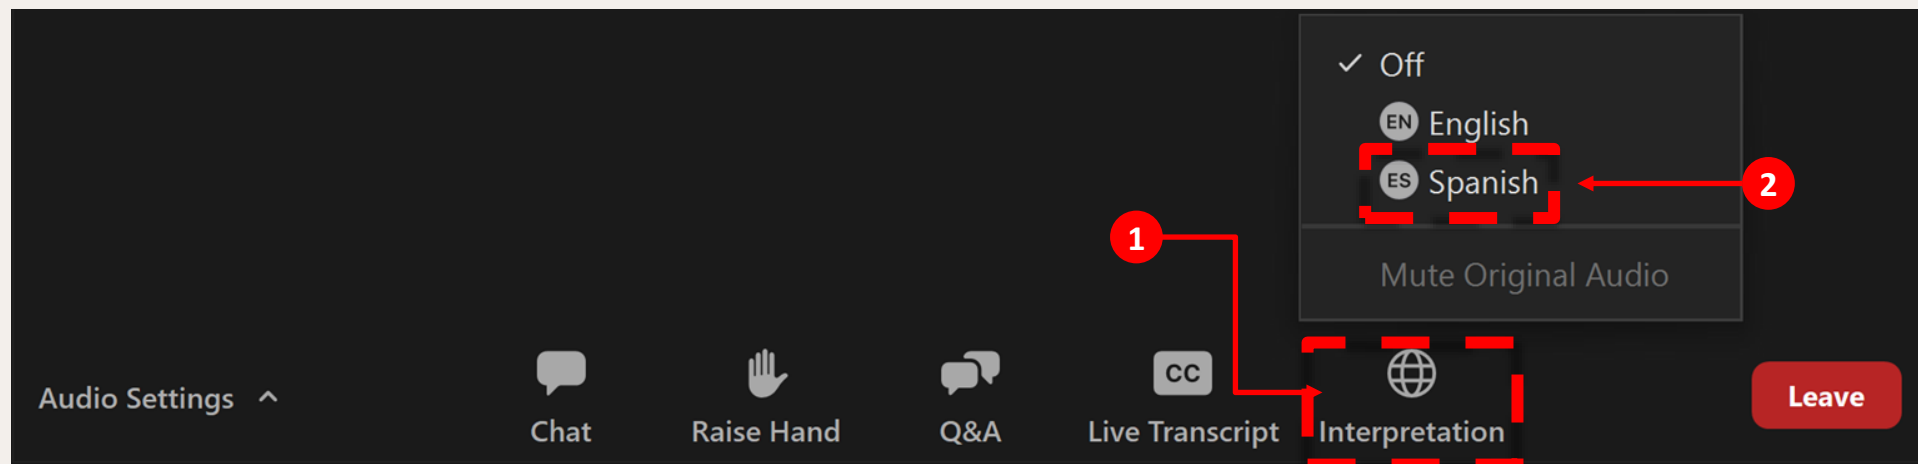 Off
EN English
ES Spanish
2
1
Mute Original Audio
CC
Audio Settings
Chat
Raise Hand
Q&A
Live Transcript
Interpretation
Leave